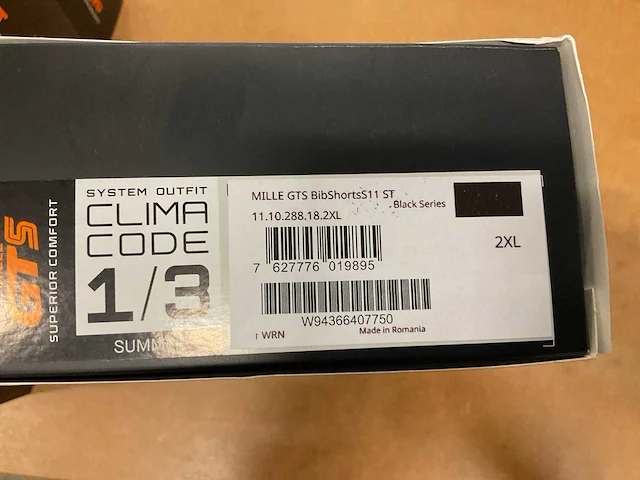 GTS
SUPERIOR COMFORT
SYSTEM OUTFIT
CLIMA
CODE
1/3
MILLE GTS BibShortsS11 ST
Black Series
11.10.288.18.2XL
2XL
7 627776 019895
W94366407750
WRN
Made in Romania